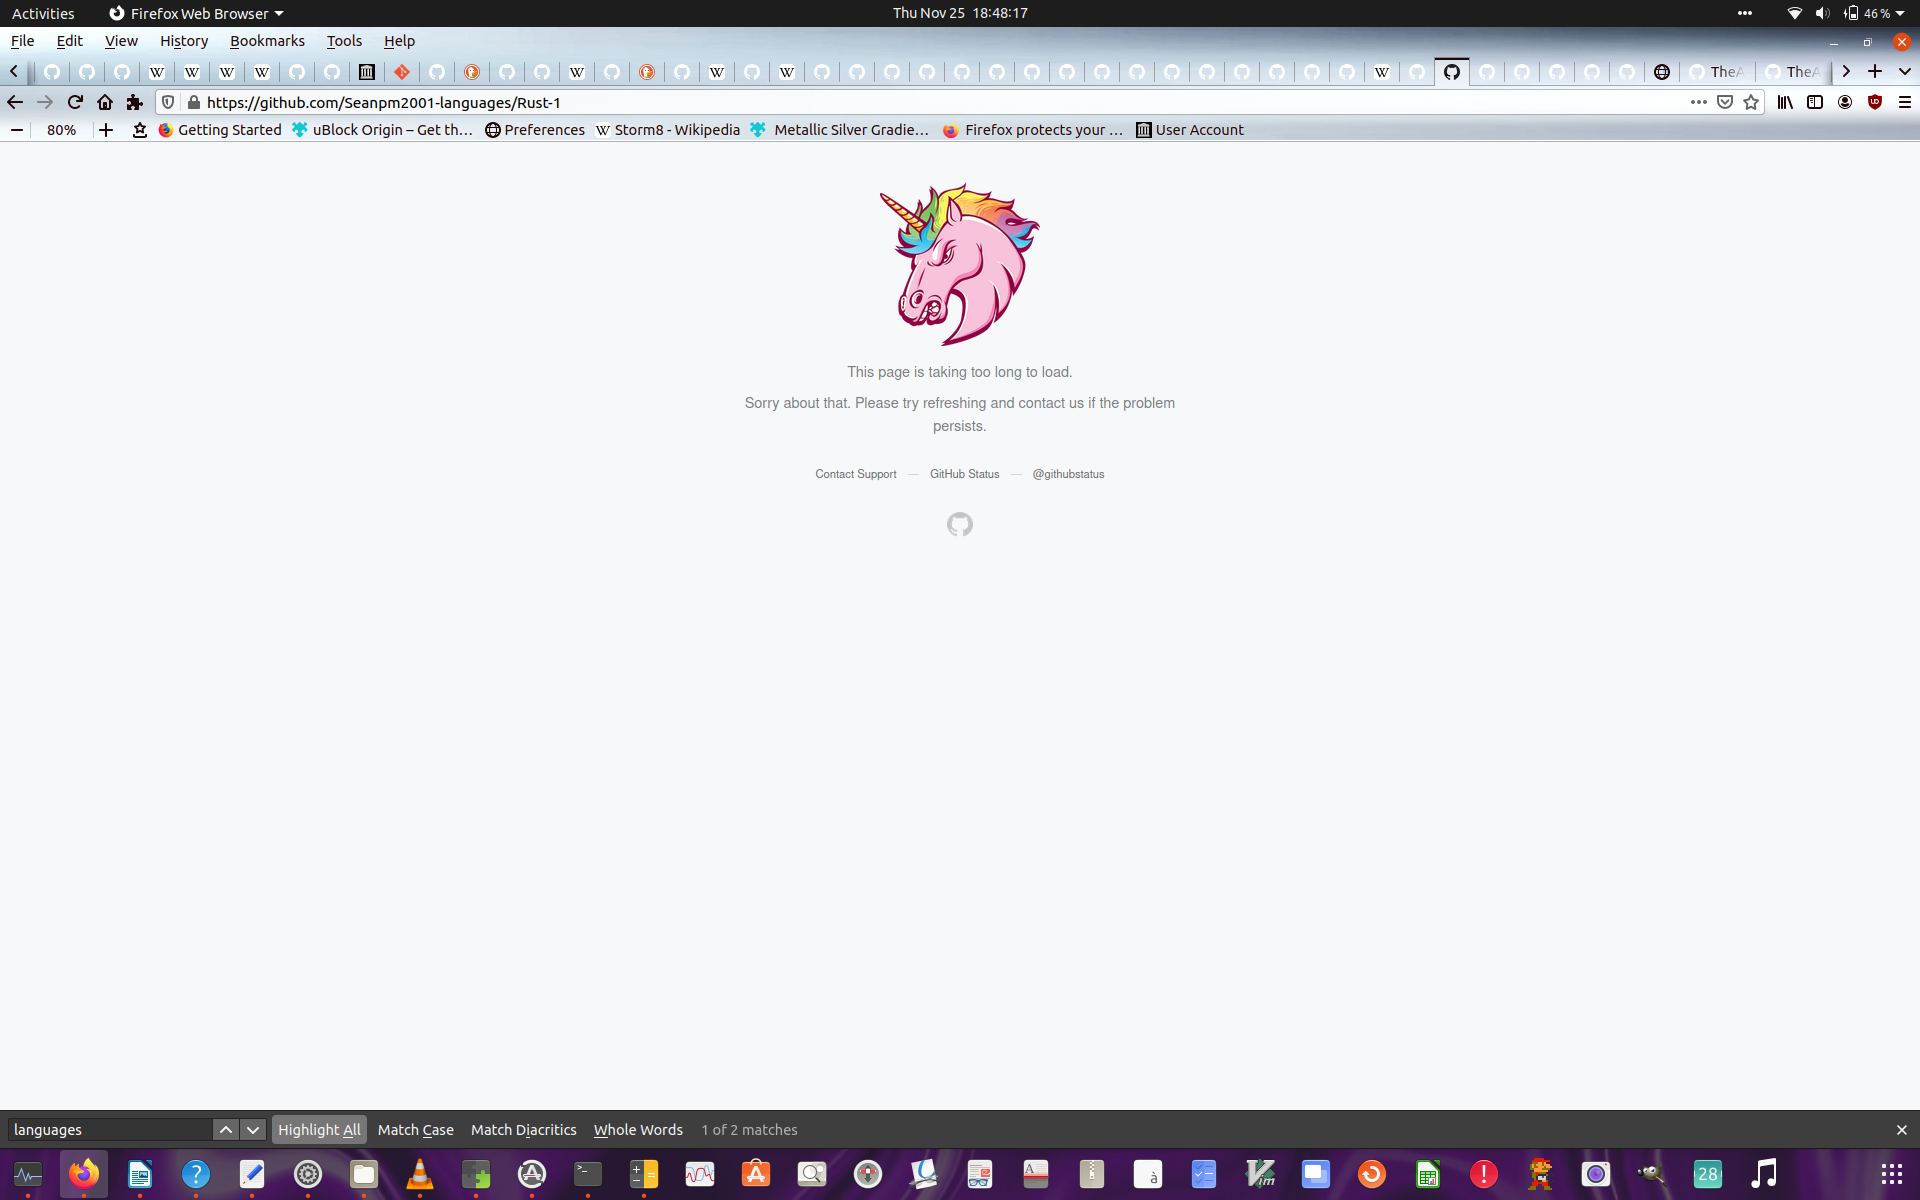 Activities Firefox Web Browser Thu Nov 25 18:48:17 46 %
File Edit View History Bookmarks Tools Help
W W W W W W W W TheA TheA
https://github.com/Seanpm2001-languages/Rust-1
80% Getting Started uBlock Origin – Get th… Preferences W Storm8 - Wikipedia Metallic Silver Gradie… Firefox protects your … User Account
This page is taking too long to load.
Sorry about that. Please try refreshing and contact us if the problem
persists.
Contact Support — GitHub Status — @githubstatus
languages Highlight All Match Case Match Diacritics Whole Words 1 of 2 matches
28